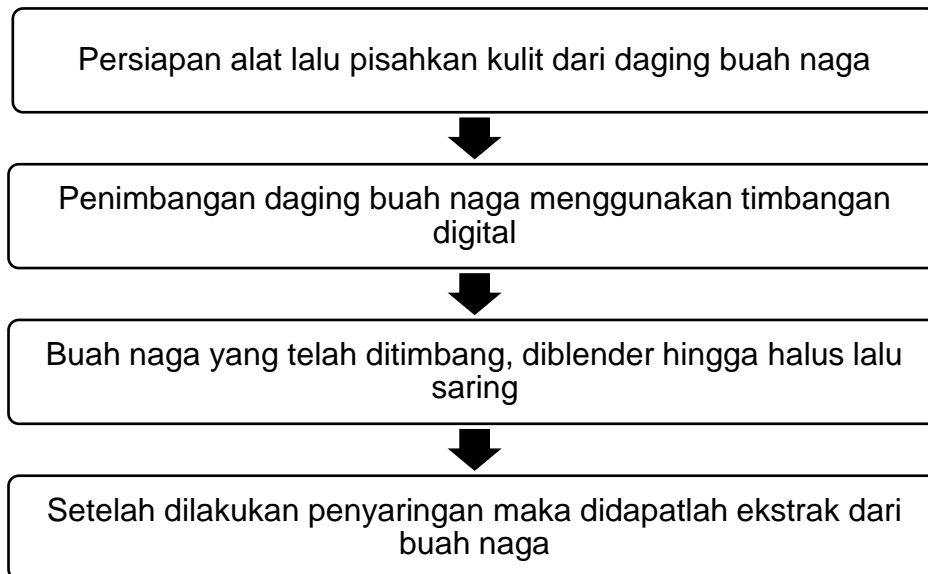 Persiapan alat lalu pisahkan kulit dari daging buah naga
Penimbangan daging buah naga menggunakan timbangan
digital
Buah naga yang telah ditimbang, diblender hingga halus lalu
saring
Setelah dilakukan penyaringan maka didapatlah ekstrak dari
buah naga